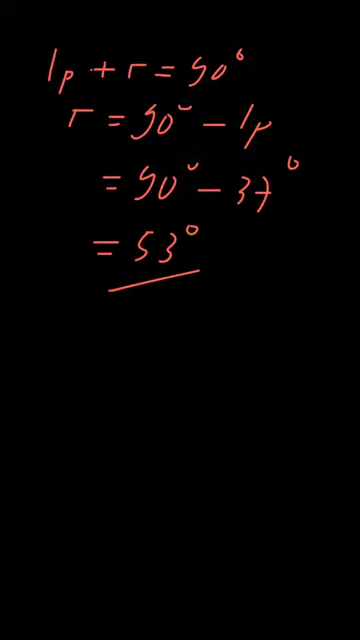 ip + r = 90°
r = 90° - ip
= 90° - 37°
= 53°